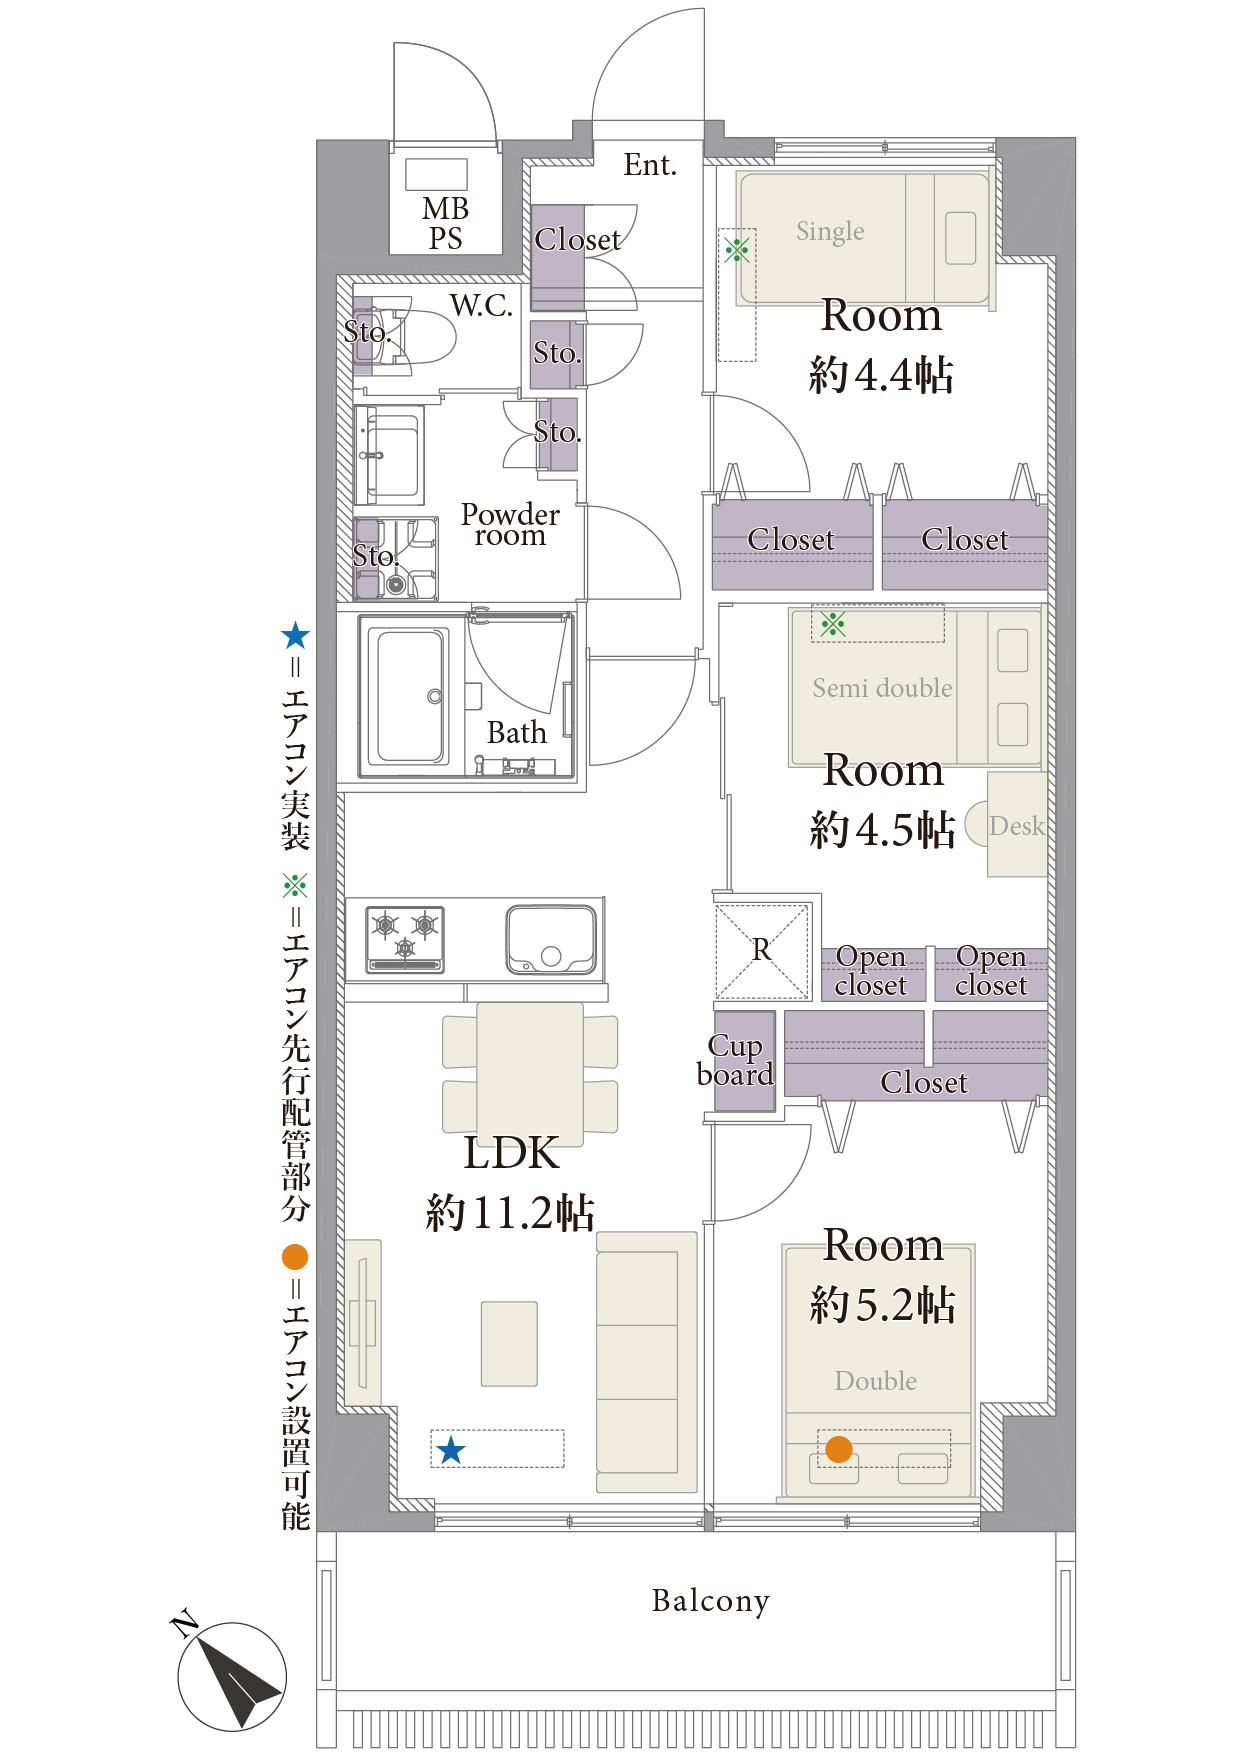 Ent.
MB
PS
Closet
Single
※
W.C.
Sto.
Sto.
Room
約4.4帖
Sto.
Powder
room
Sto.
Closet
Closet
※
Semi double
Bath
Room
約4.5帖
Desk
R
Open
closet
Open
closet
Cup
board
Closet
LDK
約11.2帖
Room
約5.2帖
Double
★
●
Balcony
★=エアコン実装 ※=エアコン先行配管部分 ●=エアコン設置可能
N